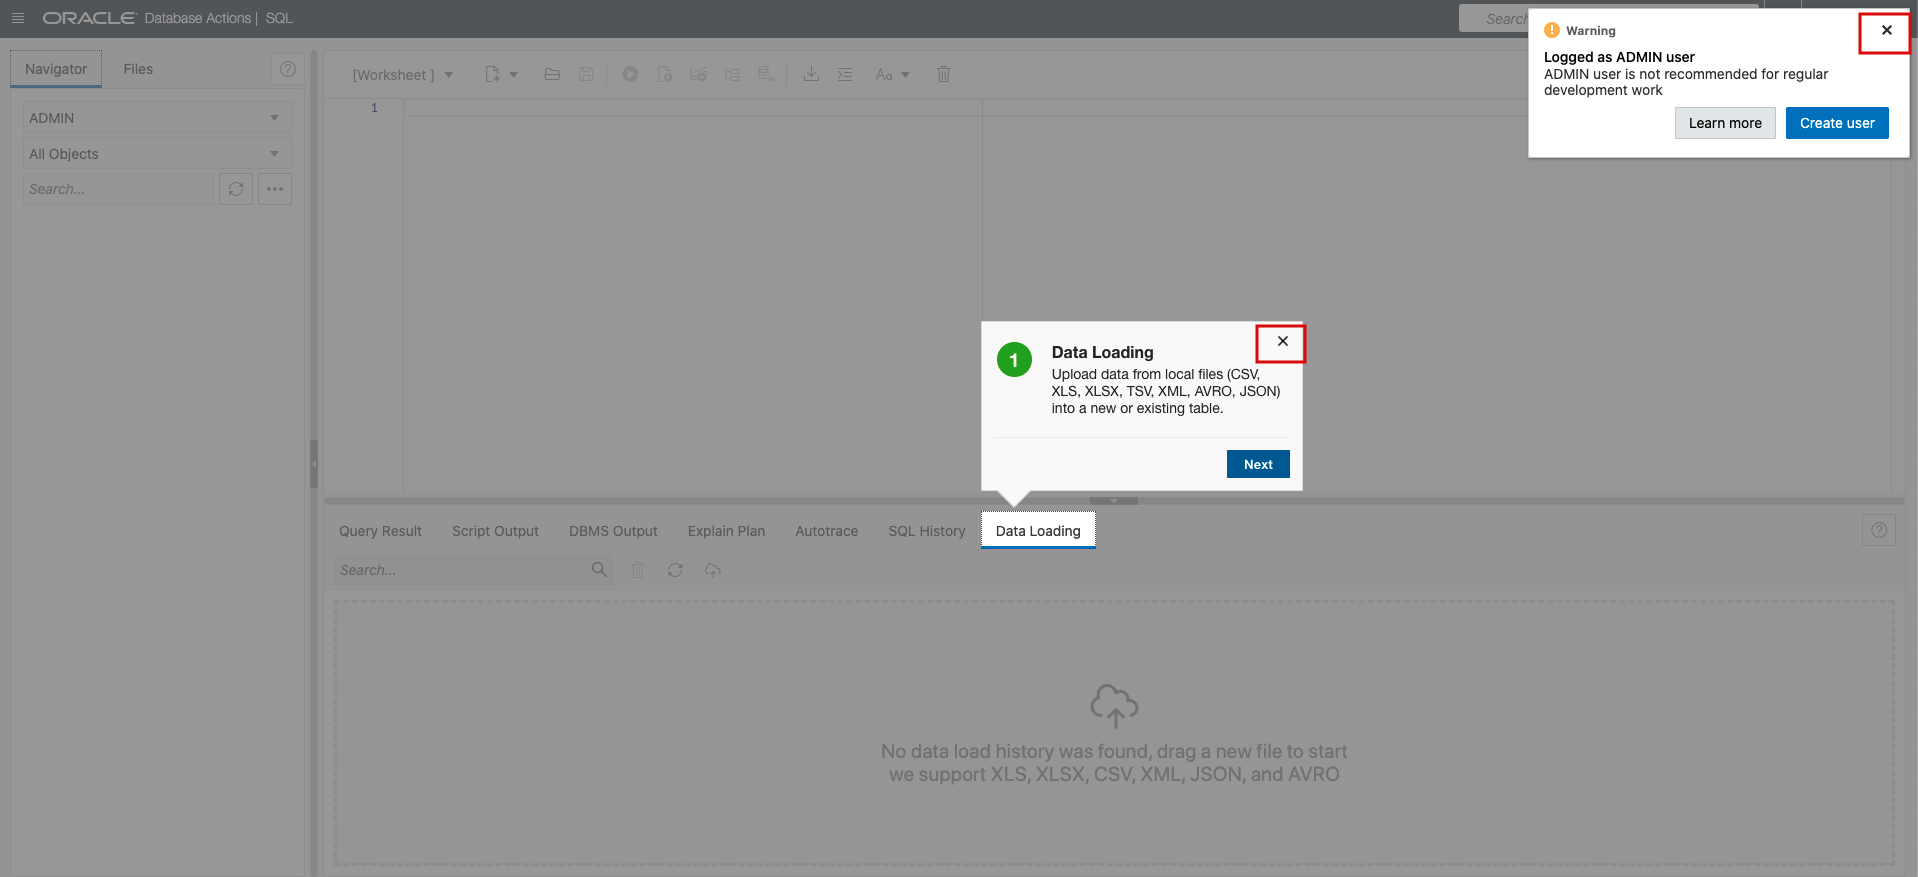 ORACLE Database Actions | SQL
Search
Warning
Logged as ADMIN user
ADMIN user is not recommended for regular
development work
Learn more
Create user
Navigator
Files
ADMIN
All Objects
Search...
[Worksheet ]
Aa
1
1
Data Loading
Upload data from local files (CSV,
XLS, XLSX, TSV, XML, AVRO, JSON)
into a new or existing table.
Next
Query Result
Script Output
DBMS Output
Explain Plan
Autotrace
SQL History
Data Loading
Search...
No data load history was found, drag a new file to start
we support XLS, XLSX, CSV, XML, JSON, and AVRO